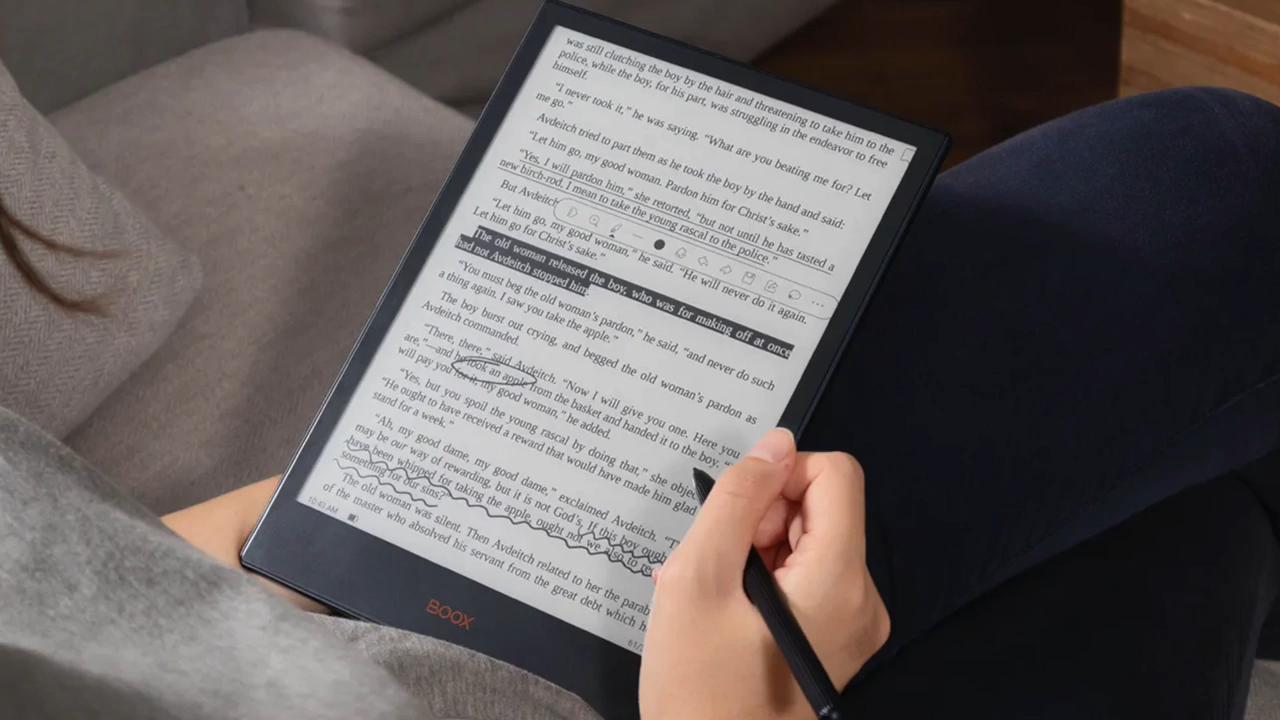 was still clutching the boy by the hair and threatening to take him to the
police, while the boy, for his part, was struggling in the endeavor to free
himself.
“I never took it,” he was saying. “What are you beating me for? Let
me go.”
Avdeitch tried to part them as he took the boy by the hand and said:
“Let him go, my good woman. Pardon him for Christ’s sake.”
“Yes, I will pardon him,” she retorted, “but not until he has tasted a
new birch-rod. I mean to take the young rascal to the police.”
But Avdeitch
“Let him go, my good woman,” he said. “He will never do it again.
Let him go for Christ’s sake.”
The old woman released the boy, who was for making off at once
had not Avdeitch stopped him.
“You must beg the old woman’s pardon,” he said, “and never do such
a thing again. I saw you take the apple.”
The boy burst out crying, and begged the old woman’s pardon as
Avdeitch commanded.
“There, there,” said Avdeitch. “Now I will give you one. Here you
are,”—and he took an apple from the basket and handed it to the boy. “
will pay you for it, my good woman,” he added.
“Yes, but you spoil the young rascal by doing that,” she objec
“He ought to have received a reward that would have made him glad
stand for a week.”
“Ah, my good dame, my good dame,” exclaimed Avdeitch. “T
may be our way of rewarding, but it is not God’s. If this boy ough
have been whipped for taking the apple, ought not we also to re
something for our sins?”
The old woman was silent. Then Avdeitch related to her the parab
of the master who absolved his servant from the great debt which h
10:43 AM
61/
BOOX